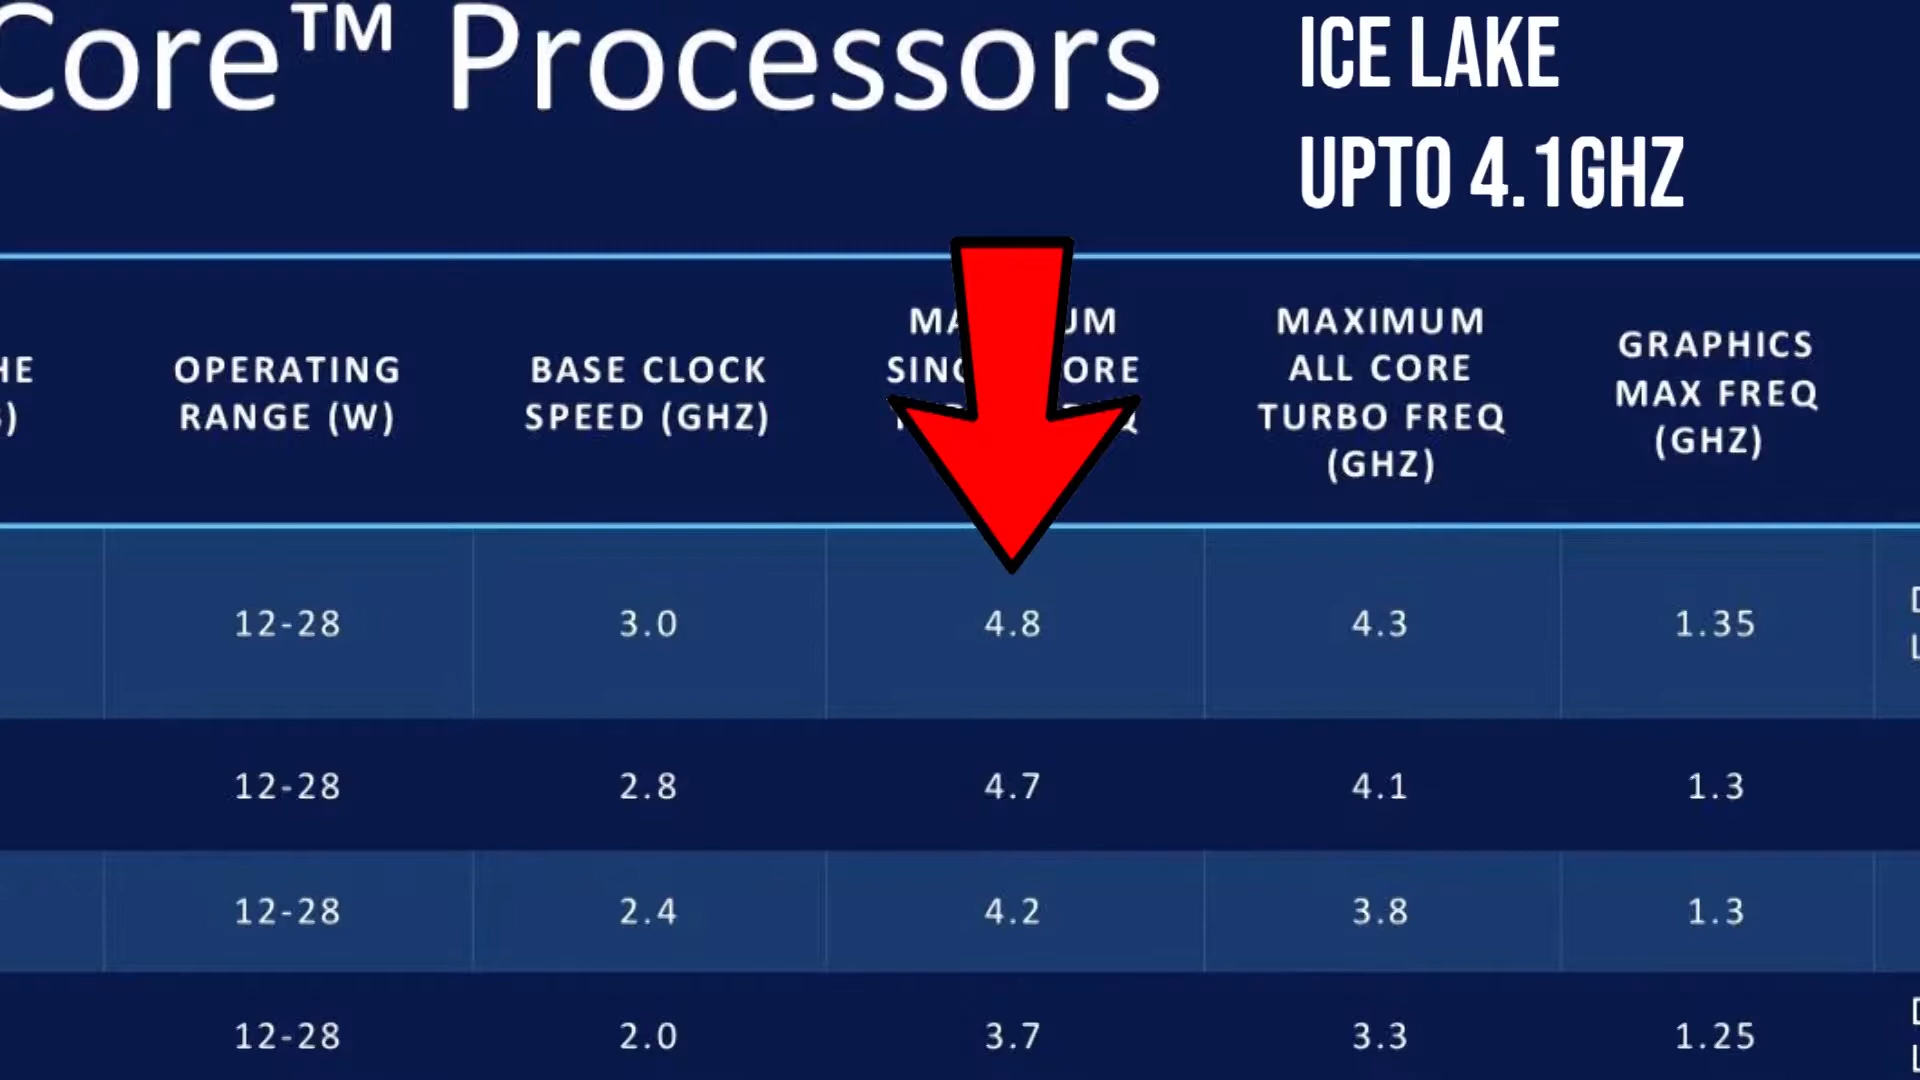 Core™ Processors
ICE LAKE
UPTO 4.1GHZ
OPERATING
RANGE (W)
BASE CLOCK
SPEED (GHZ)
MAXIMUM
ALL CORE
TURBO FREQ
(GHZ)
GRAPHICS
MAX FREQ
(GHZ)
12-28 3.0 4.8 4.3 1.35
12-28 2.8 4.7 4.1 1.3
12-28 2.4 4.2 3.8 1.3
12-28 2.0 3.7 3.3 1.25